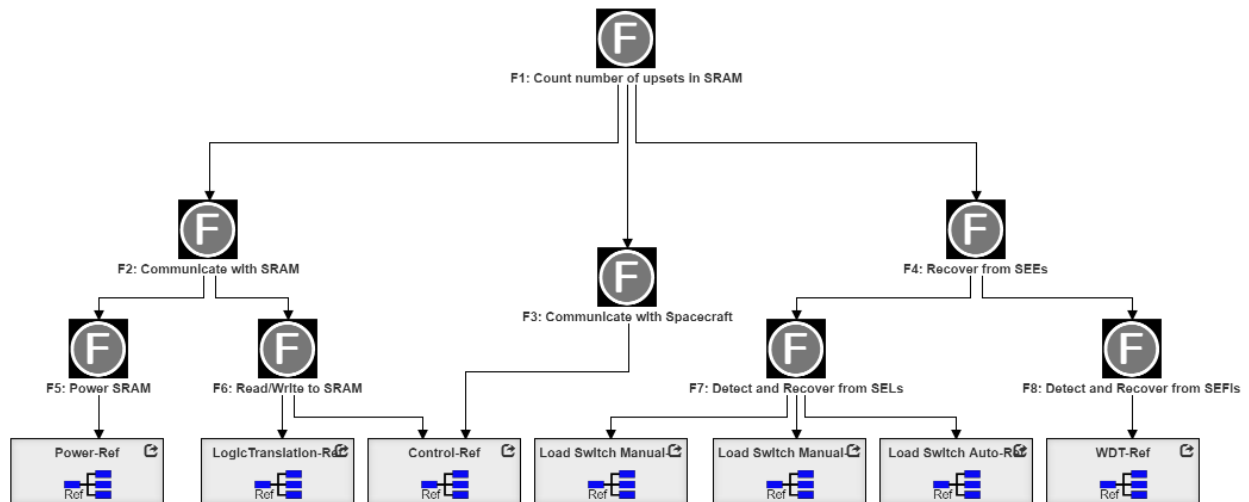 F
F1: Count number of upsets in SRAM
F
F2: Communicate with SRAM
F
F4: Recover from SEEs
F
F3: Communicate with Spacecraft
F
F5: Power SRAM
F
F6: Read/Write to SRAM
F
F7: Detect and Recover from SELs
F
F8: Detect and Recover from SEFIs
Power-Ref
Ref
LogicTranslation-Ref
Ref
Control-Ref
Ref
Load Switch Manual-
Ref
Load Switch Manual-
Ref
Load Switch Auto-Ref
Ref
WDT-Ref
Ref